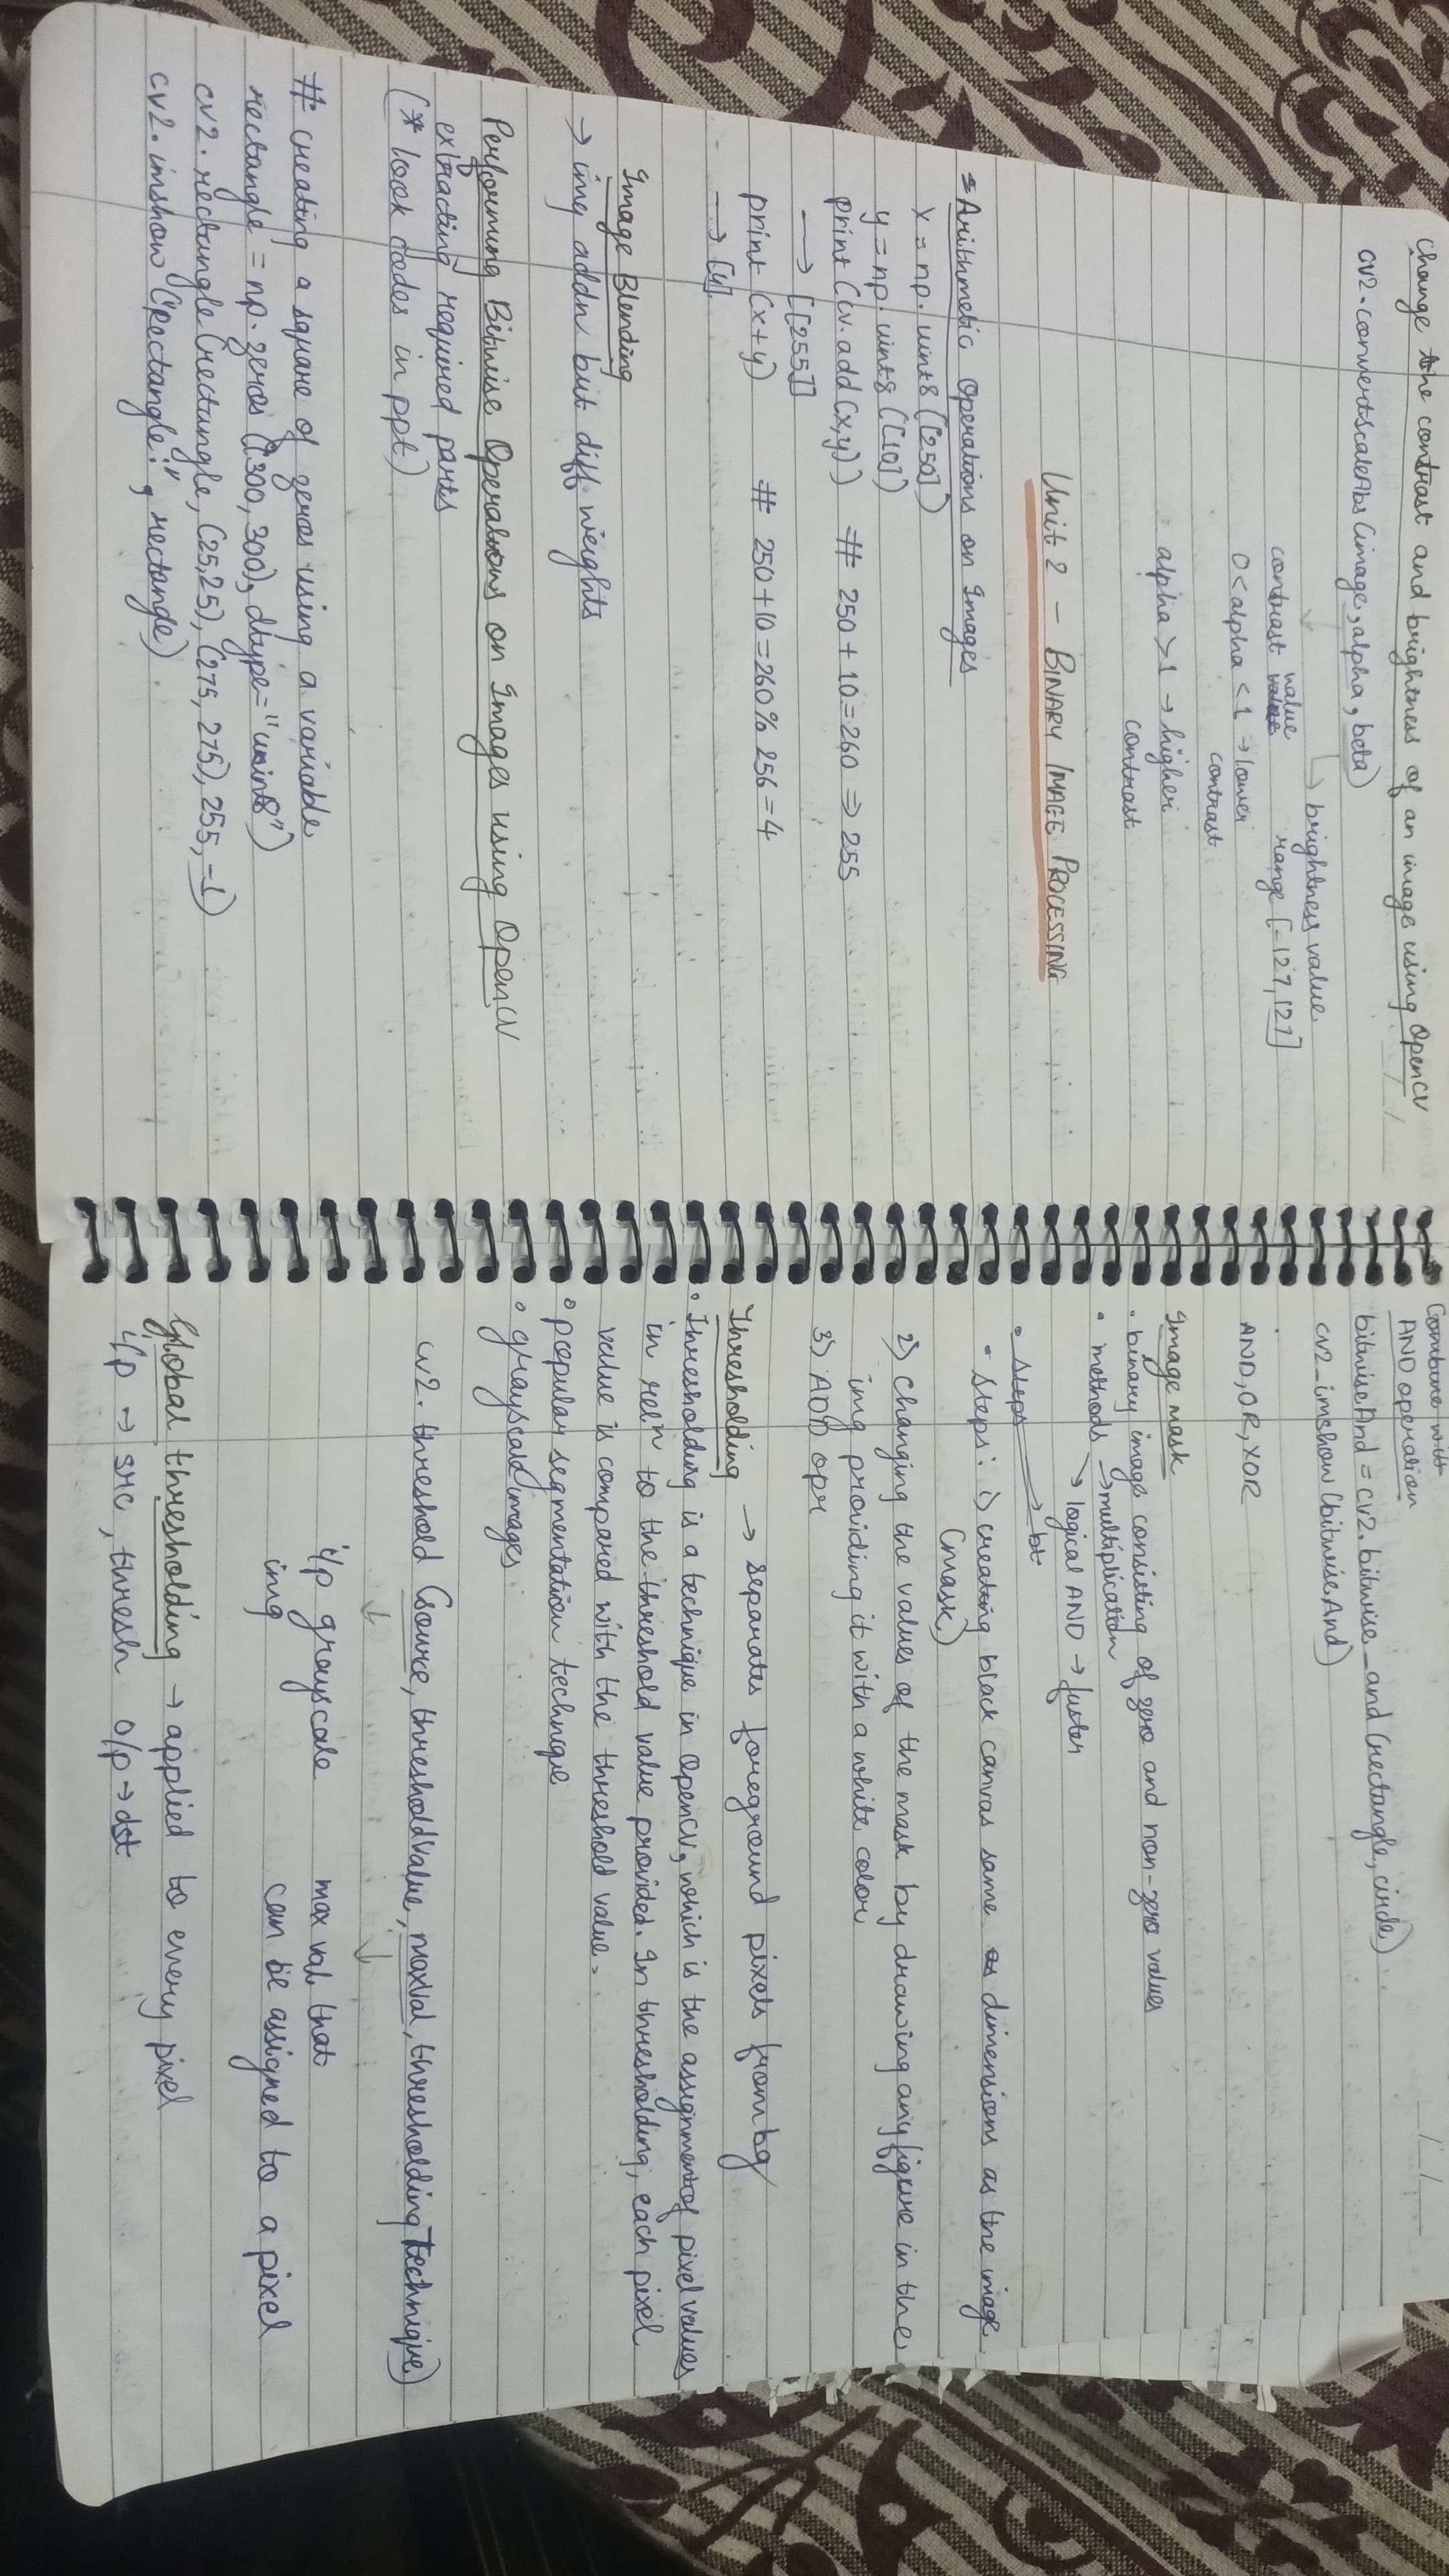 Change the contrast and brightness of an image using OpenCV
cv2.convertScaleAbs (image, alpha, beta)
brightness value
range [-127, 127]
contrast value
0 < alpha < 1 → lower
contrast
alpha > 1 → higher
contrast
Unit 2 — BINARY IMAGE PROCESSING
Arithmetic Operations on Images
x = np. uint8 ([250])
y = np. uint8 ([10])
print (cv. add (x,y)) # 250 + 10 = 260 ⇒ 255
→ [[255]]
print (x+y) # 250+10 = 260 % 256 = 4
→ [4]
Image Blending
→ img addn but diff weights
Performing Bitwise Operations on Images using OpenCV
extracting required parts
(* look codes in ppt)
# creating a square of zeros using a variable
rectangle = np. zeros ((300, 300), dtype="uint8")
cv2. rectangle (rectangle, (25,25), (275, 275), 255, -1)
cv2. imshow ("Rectangle:", rectangle)
Combine with
AND operation
bitwiseAnd = cv2. bitwise_and (rectangle, circle)
cv2_imshow (bitwiseAnd)
AND, OR, XOR
Image mask
• binary image consisting of zero and non-zero values
• methods → multiplication
→ logical AND → faster
• Steps → bt
• Steps: 1) creating black canvas same as dimensions as the image
(mask)
2) Changing the values of the mask by drawing any figure in the
img providing it with a white color
3) ADD opr
Thresholding → separates foreground pixels from bg
• Thresholding is a technique in OpenCV, which is the assignment of pixel values
in relⁿ to the threshold value provided. In thresholding, each pixel
value is compared with the threshold value.
• popular segmentation technique
• grayscale images
cv2. threshold (source, thresholdValue, maxVal, thresholding Technique)
i/p grayscale
img
max val that
can be assigned to a pixel
Global thresholding → applied to every pixel
i/p → src, thresh o/p → dst